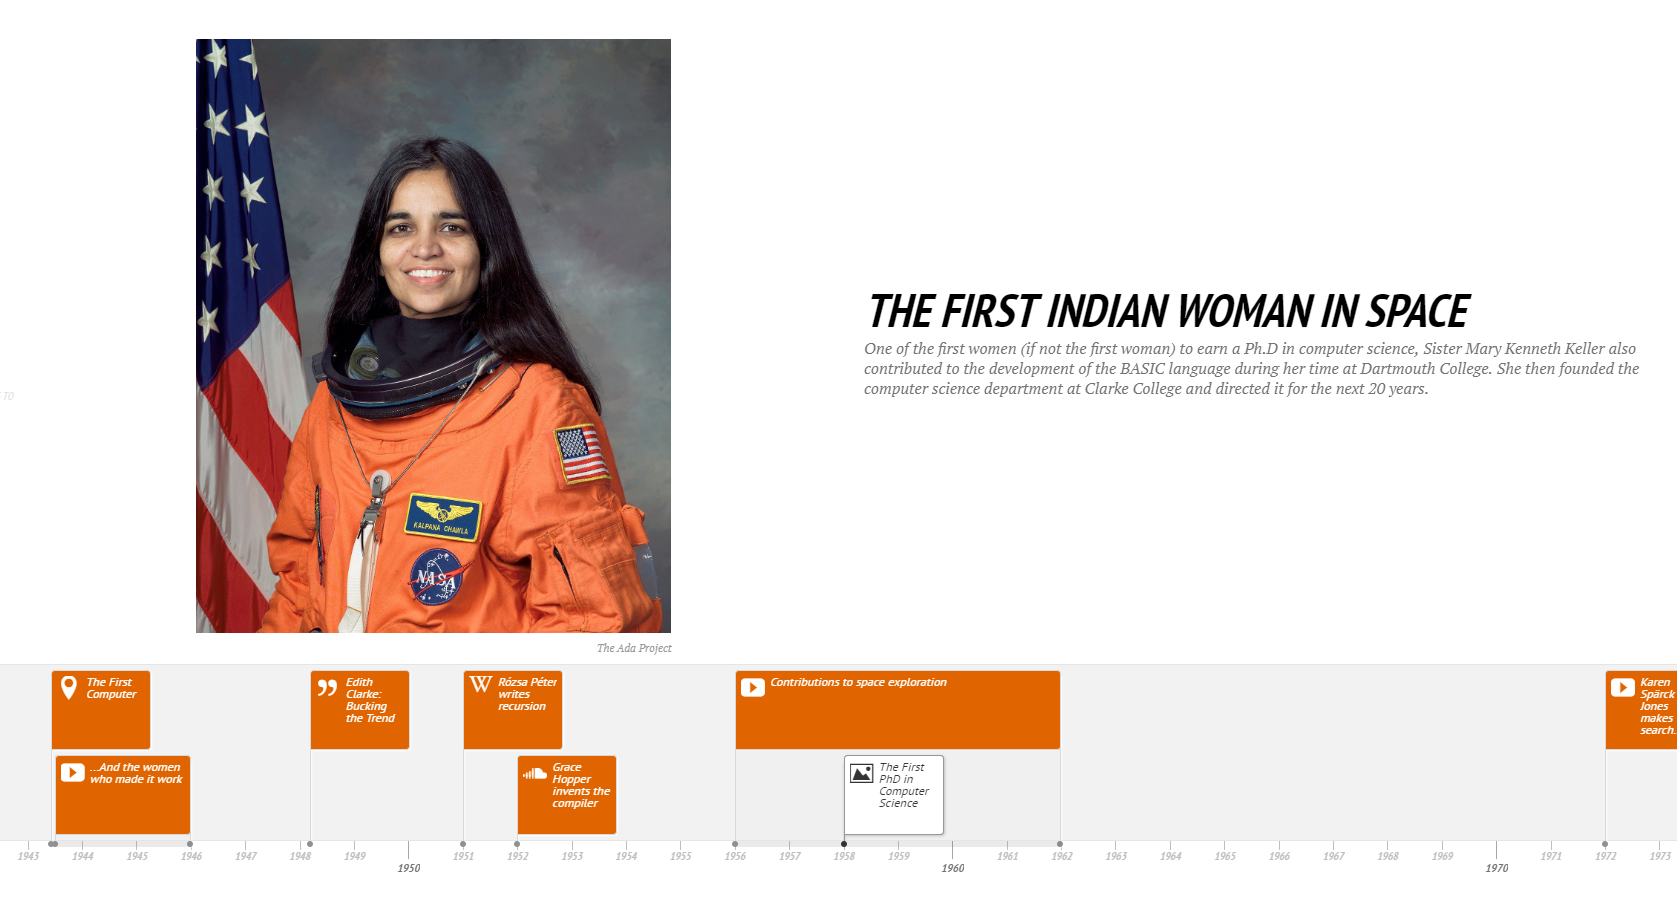 THE FIRST INDIAN WOMAN IN SPACE
One of the first women (if not the first woman) to earn a Ph.D in computer science, Sister Mary Kenneth Keller also
contributed to the development of the BASIC language during her time at Dartmouth College. She then founded the
computer science department at Clarke College and directed it for the next 20 years.
TO
KALPANA CHAWLA
NASA
The Ada Project
The First
Computer
...And the women
who made it work
Edith
Clarke:
Bucking
the Trend
Rózsa Péter
writes
recursion
Grace
Hopper
invents the
compiler
Contributions to space exploration
The First
PhD in
Computer
Science
Karen
Spärck
Jones
makes
search.
1943 1944 1945 1946 1947 1948 1949 1951 1952 1953 1954 1955 1956 1957 1958 1959 1961 1962 1963 1964 1965 1966 1967 1968 1969 1971 1972 1973
1950 1960 1970